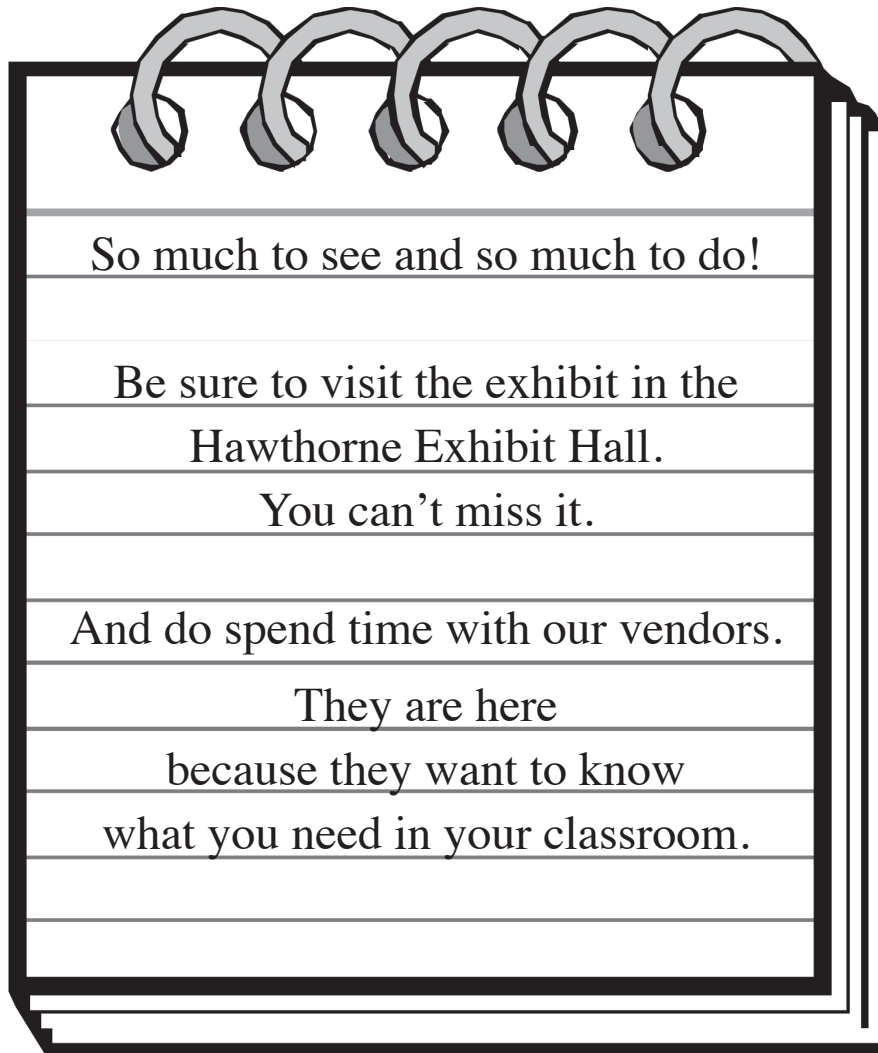 So much to see and so much to do!
Be sure to visit the exhibit in the
Hawthorne Exhibit Hall.
You can’t miss it.
And do spend time with our vendors.
They are here
because they want to know
what you need in your classroom.